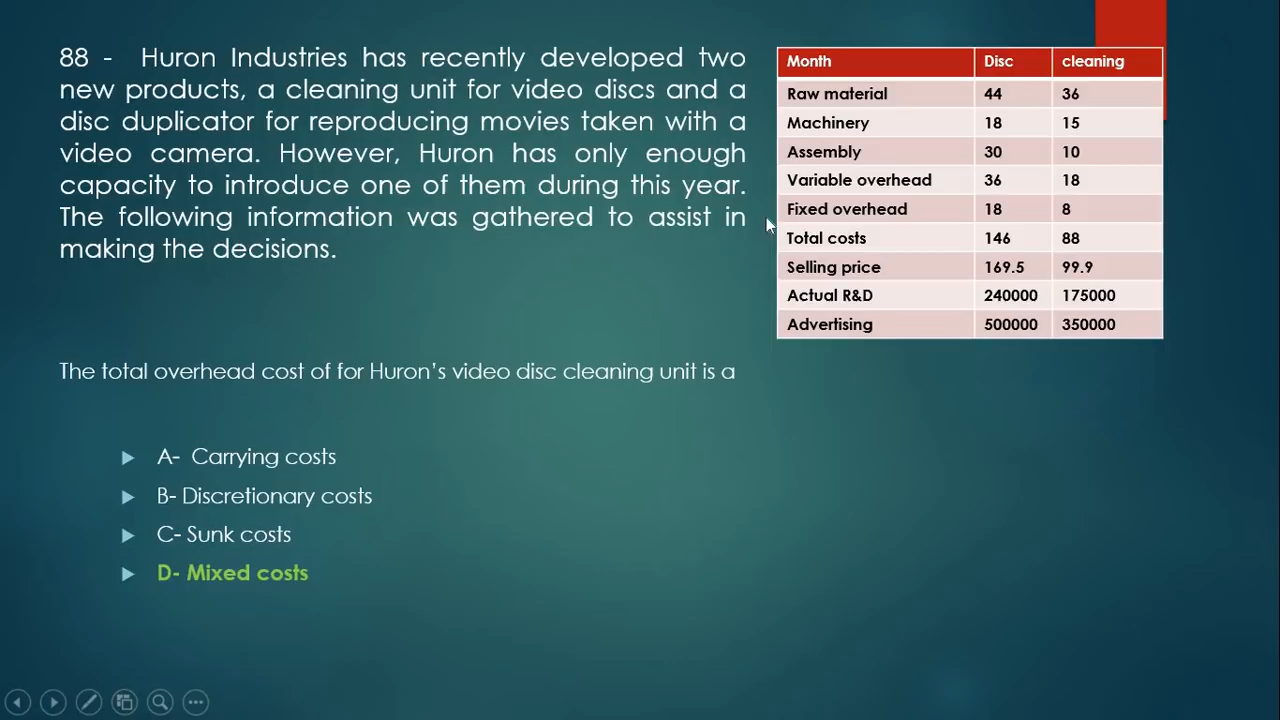 88 - Huron Industries has recently developed two
new products, a cleaning unit for video discs and a
disc duplicator for reproducing movies taken with a
video camera. However, Huron has only enough
capacity to introduce one of them during this year.
The following information was gathered to assist in
making the decisions.
Month Disc cleaning
Raw material 44 36
Machinery 18 15
Assembly 30 10
Variable overhead 36 18
Fixed overhead 18 8
Total costs 146 88
Selling price 169.5 99.9
Actual R&D 240000 175000
Advertising 500000 350000
The total overhead cost of for Huron's video disc cleaning unit is a
A- Carrying costs
B- Discretionary costs
C- Sunk costs
D- Mixed costs